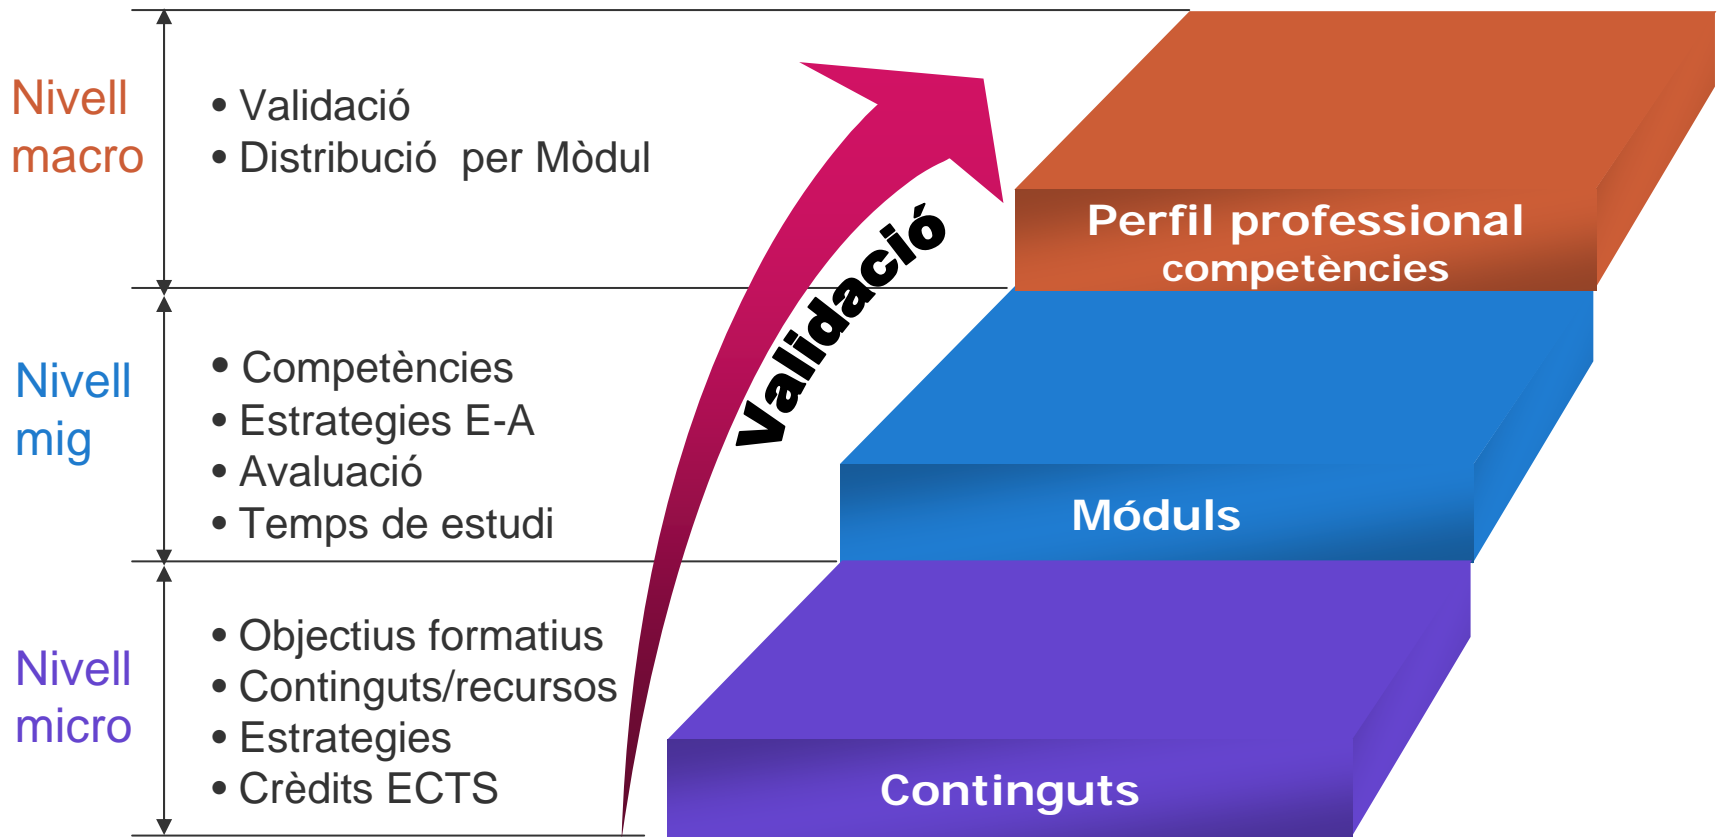 Nivell
macro
• Validació
• Distribució per Mòdul
Validació
Perfil professional
competències
Nivell
mig
• Competències
• Estrategies E-A
• Avaluació
• Temps de estudi
Móduls
Nivell
micro
• Objectius formatius
• Continguts/recursos
• Estrategies
• Crèdits ECTS
Continguts